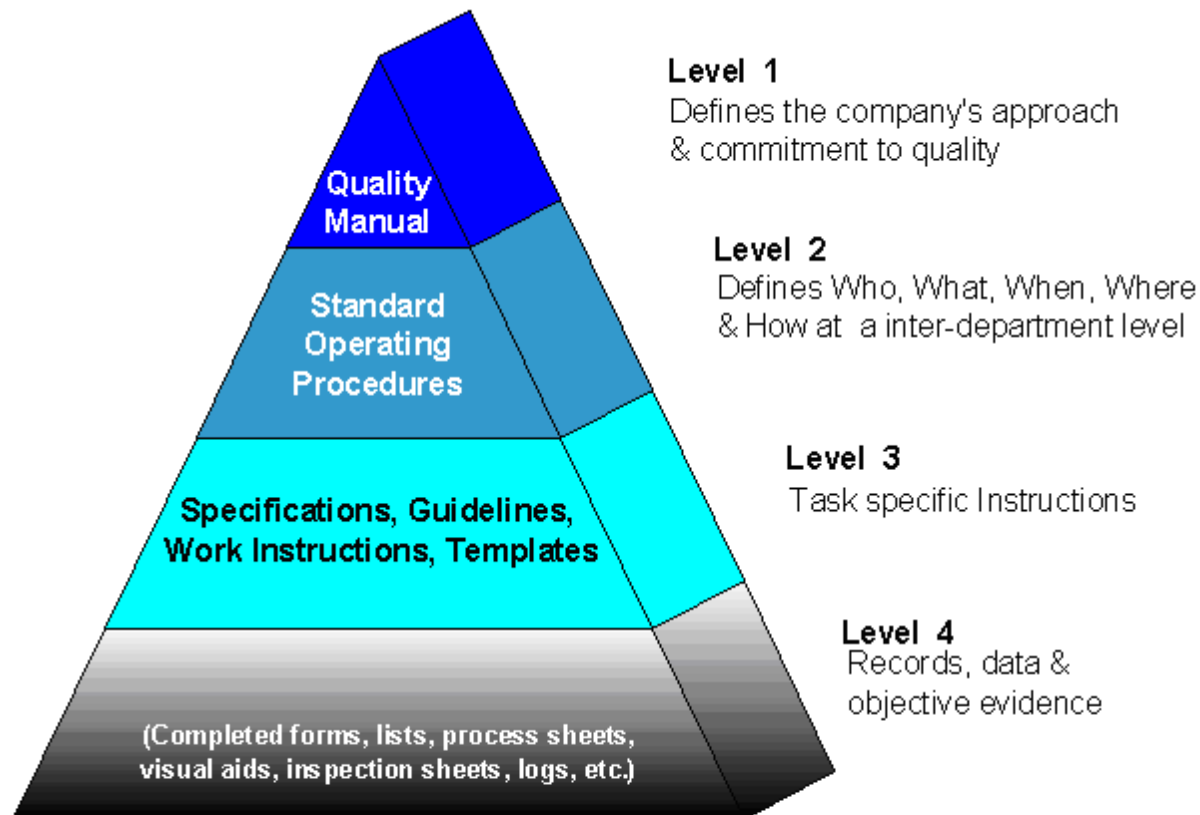 Quality
Manual
Level 1
Defines the company's approach
& commitment to quality
Standard
Operating
Procedures
Level 2
Defines Who, What, When, Where
& How at a inter-department level
Specifications, Guidelines,
Work Instructions, Templates
Level 3
Task specific Instructions
(Completed forms, lists, process sheets,
visual aids, inspection sheets, logs, etc.)
Level 4
Records, data &
objective evidence